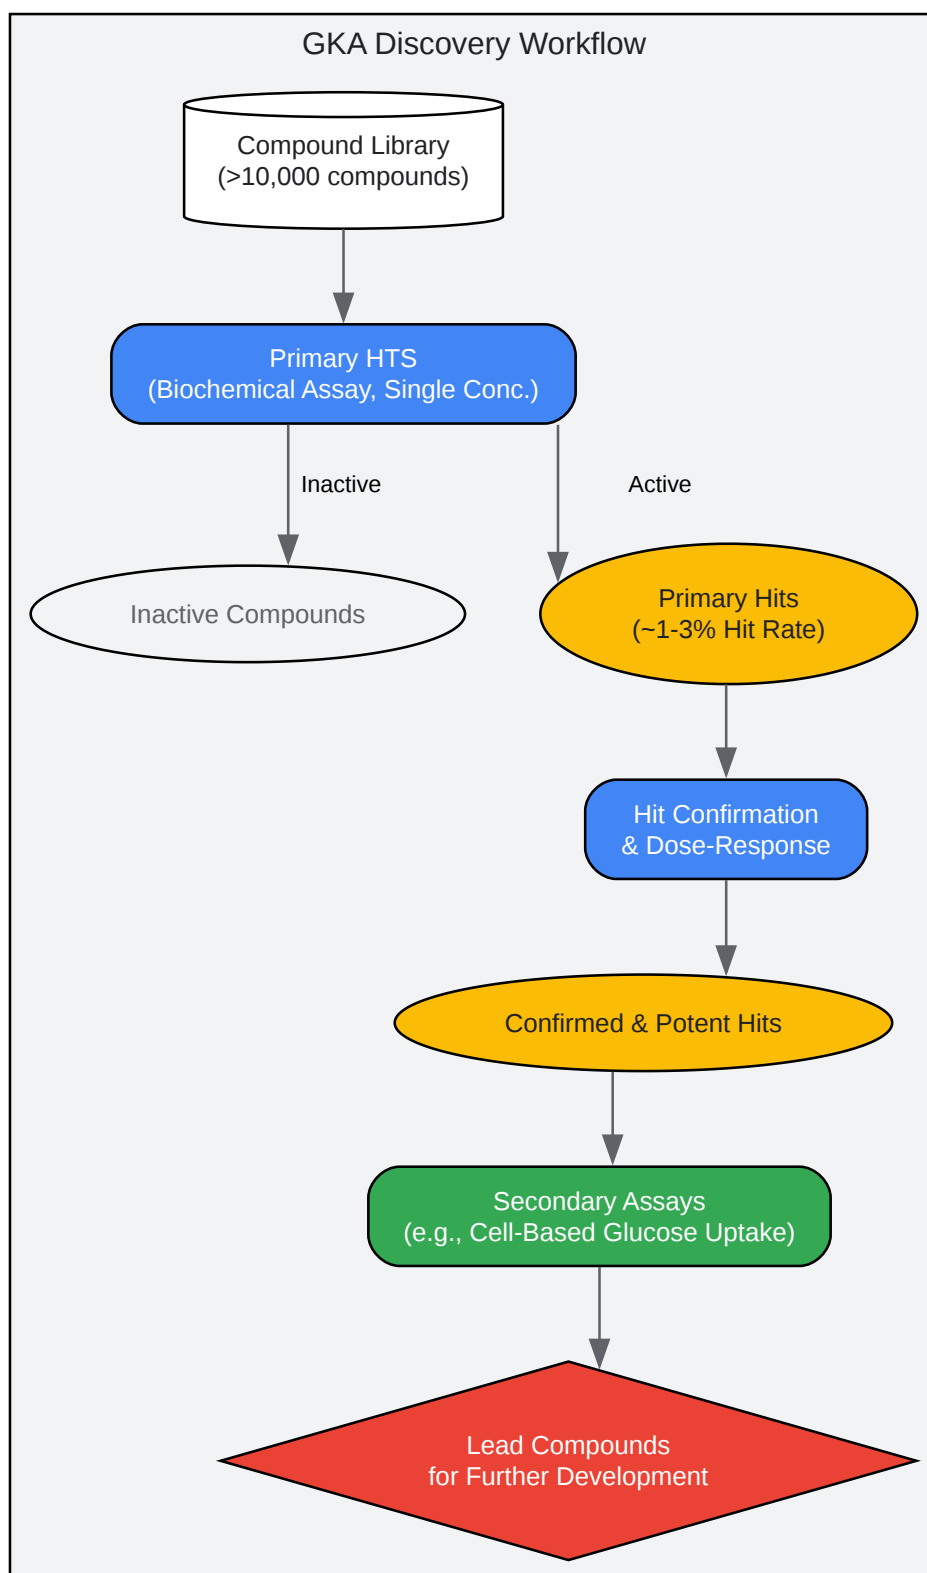 GKA Discovery Workflow
Compound Library
(>10,000 compounds)
Primary HTS
(Biochemical Assay, Single Conc.)
Inactive
Active
Inactive Compounds
Primary Hits
(~1-3% Hit Rate)
Hit Confirmation
& Dose-Response
Confirmed & Potent Hits
Secondary Assays
(e.g., Cell-Based Glucose Uptake)
Lead Compounds
for Further Development